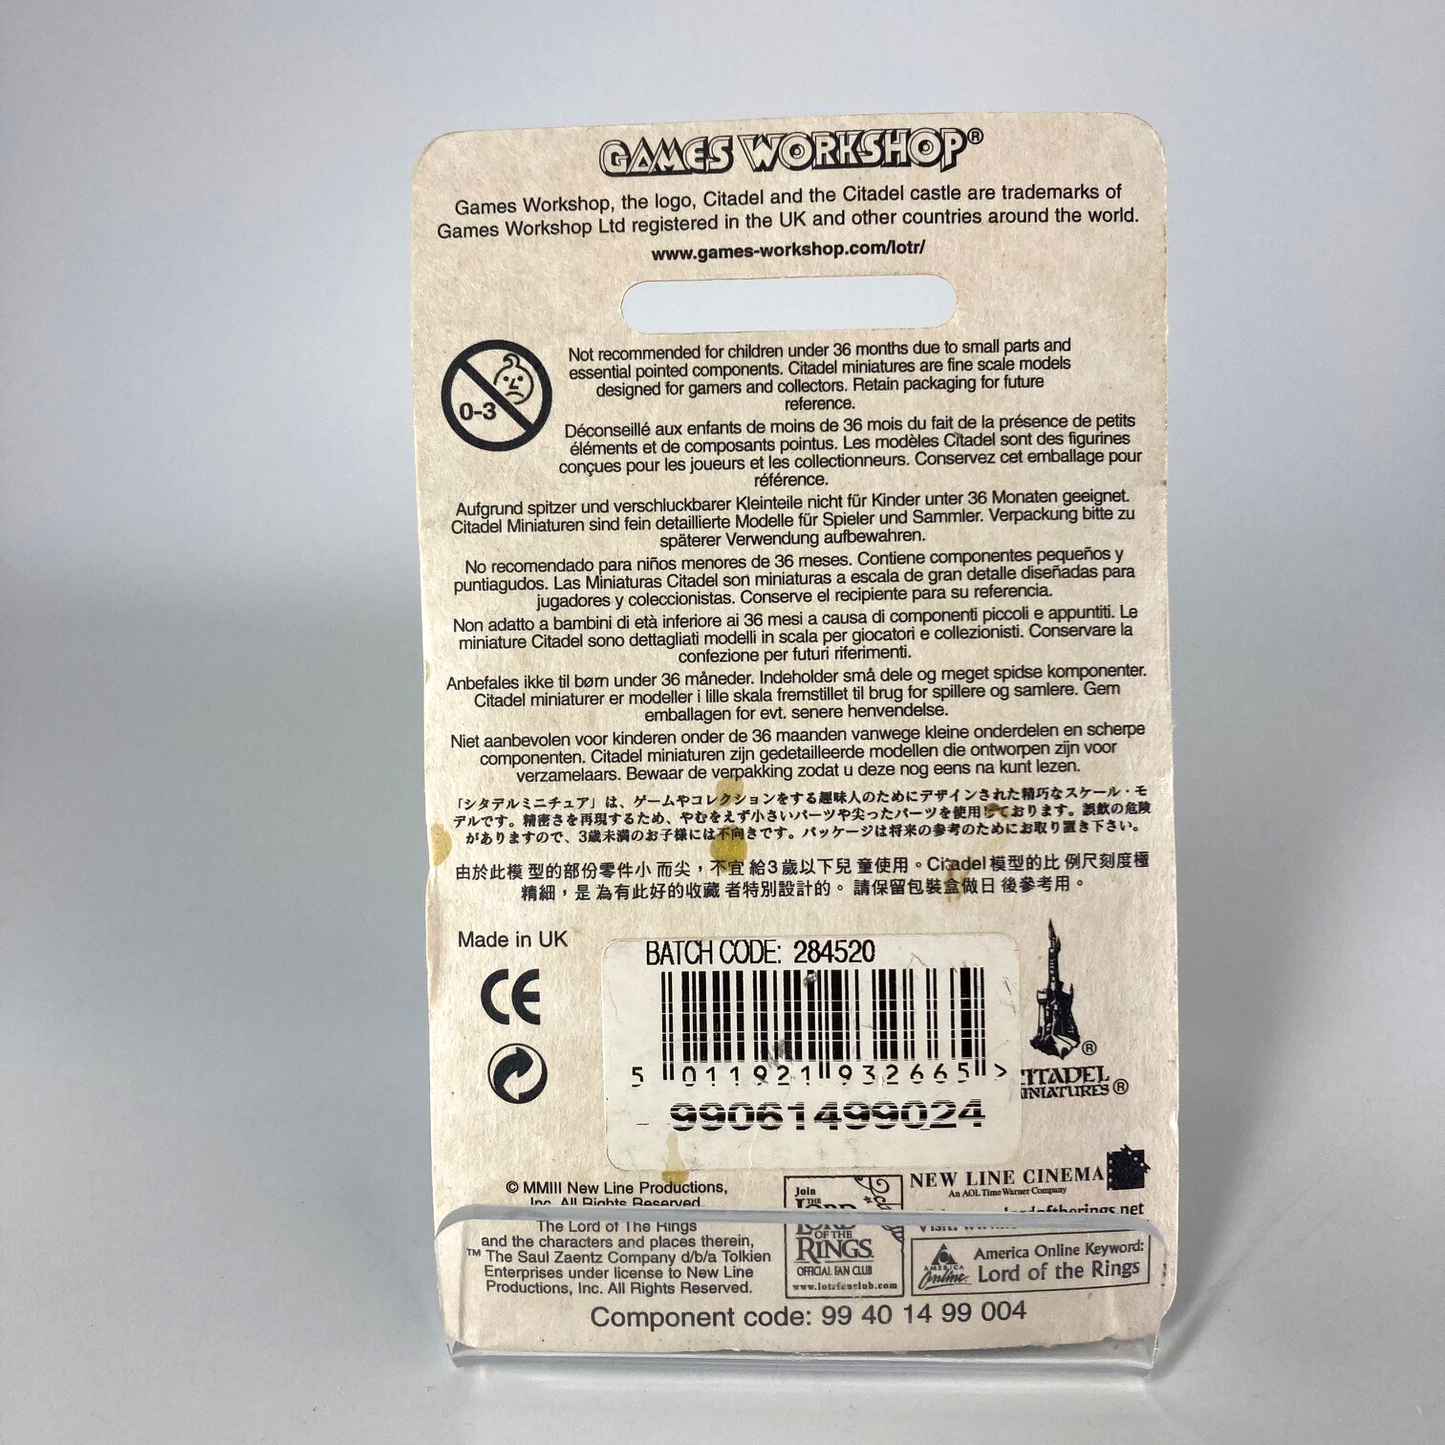 GAMES WORKSHOP®
Games Workshop, the logo, Citadel and the Citadel castle are trademarks of
Games Workshop Ltd registered in the UK and other countries around the world.
www.games-workshop.com/lotr/
0-3
Not recommended for children under 36 months due to small parts and
essential pointed components. Citadel miniatures are fine scale models
designed for gamers and collectors. Retain packaging for future
reference.
Déconseillé aux enfants de moins de 36 mois du fait de la présence de petits
éléments et de composants pointus. Les modèles Citadel sont des figurines
conçues pour les joueurs et les collectionneurs. Conservez cet emballage pour
référence.
Aufgrund spitzer und verschluckbarer Kleinteile nicht für Kinder unter 36 Monaten geeignet.
Citadel Miniaturen sind fein detaillierte Modelle für Spieler und Sammler. Verpackung bitte zu
späterer Verwendung aufbewahren.
No recomendado para niños menores de 36 meses. Contiene componentes pequeños y
puntiagudos. Las Miniaturas Citadel son miniaturas a escala de gran detalle diseñadas para
jugadores y coleccionistas. Conserve el recipiente para su referencia.
Non adatto a bambini di età inferiore ai 36 mesi a causa di componenti piccoli e appuntiti. Le
miniature Citadel sono dettagliati modelli in scala per giocatori e collezionisti. Conservare la
confezione per futuri riferimenti.
Anbefales ikke til børn under 36 måneder. Indeholder små dele og meget spidse komponenter.
Citadel miniaturer er modeller i lille skala fremstillet til brug for spillere og samlere. Gem
emballagen for evt. senere henvendelse.
Niet aanbevolen voor kinderen onder de 36 maanden vanwege kleine onderdelen en scherpe
componenten. Citadel miniaturen zijn gedetailleerde modellen die ontworpen zijn voor
verzamelaars. Bewaar de verpakking zodat u deze nog eens na kunt lezen.
「シタデルミニチュア」は、ゲームやコレクションをする趣味人のためにデザインされた精巧なスケール・モ
デルです。精密さを再現するため、やむをえず小さいパーツや尖ったパーツを使用しております。誤飲の危険
がありますので、3歳未満のお子様には不向きです。パッケージは将来の参考のためにお取り置き下さい。
由於此模 型的部份零件小 而尖，不宜 給3歲以下兒 童使用。Citadel模型的比 例尺刻度極
精細，是 為有此好的收藏 者特別設計的。 請保留包裝盒做日 後參考用。
Made in UK
CE
BATCH CODE: 284520
5 011921 932665 >
99061499024
CITADEL ®
MINIATURES ®
© MMIII New Line Productions,
Inc. All Rights Reserved.
The Lord of The Rings
and the characters and places therein,
™ The Saul Zaentz Company d/b/a Tolkien
Enterprises under license to New Line
Productions, Inc. All Rights Reserved.
Join
THE
LORD
OF THE
RINGS
OFFICIAL FAN CLUB
www.lotrfanclub.com
NEW LINE CINEMA
An AOL Time Warner Company
America Online
America Online Keyword:
Lord of the Rings
Component code: 99 40 14 99 004